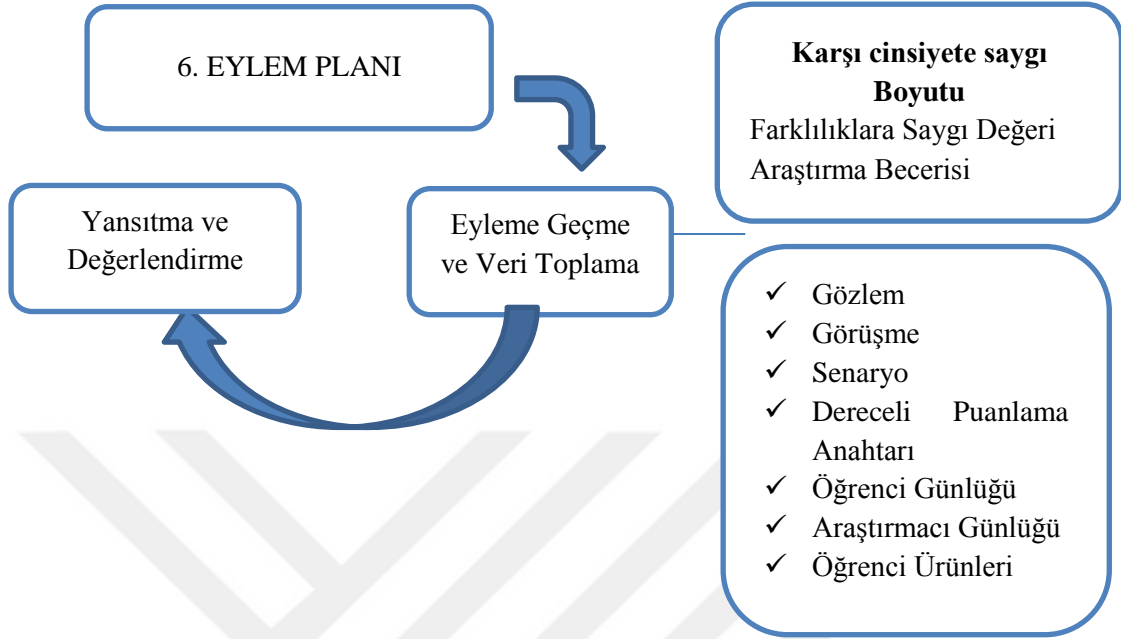 6. EYLEM PLANI
Karşı cinsiyete saygı
Boyutu
Farklılıklara Saygı Değeri
Araştırma Becerisi
Yansıtma ve
Değerlendirme
Eyleme Geçme
ve Veri Toplama
✓ Gözlem
✓ Görüşme
✓ Senaryo
✓ Dereceli Puanlama
Anahtarı
✓ Öğrenci Günlüğü
✓ Araştırmacı Günlüğü
✓ Öğrenci Ürünleri